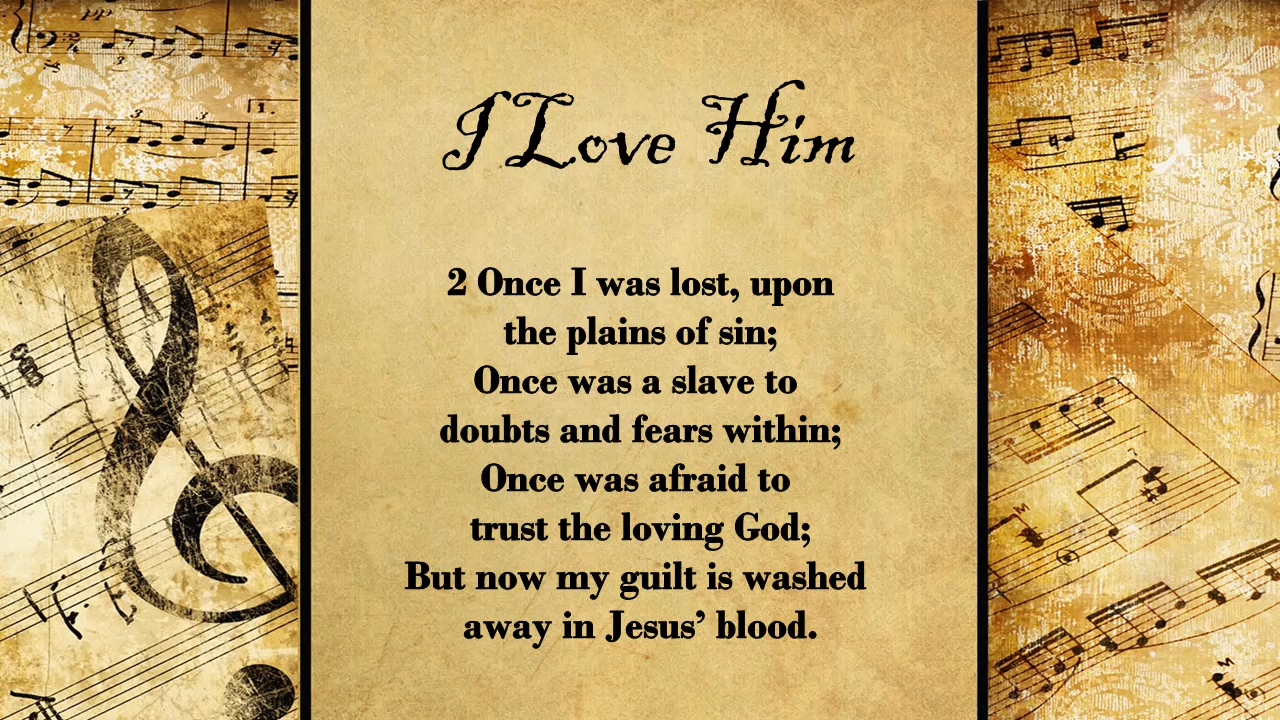 I Love Him
2 Once I was lost, upon
the plains of sin;
Once was a slave to
doubts and fears within;
Once was afraid to
trust the loving God;
But now my guilt is washed
away in Jesus’ blood.